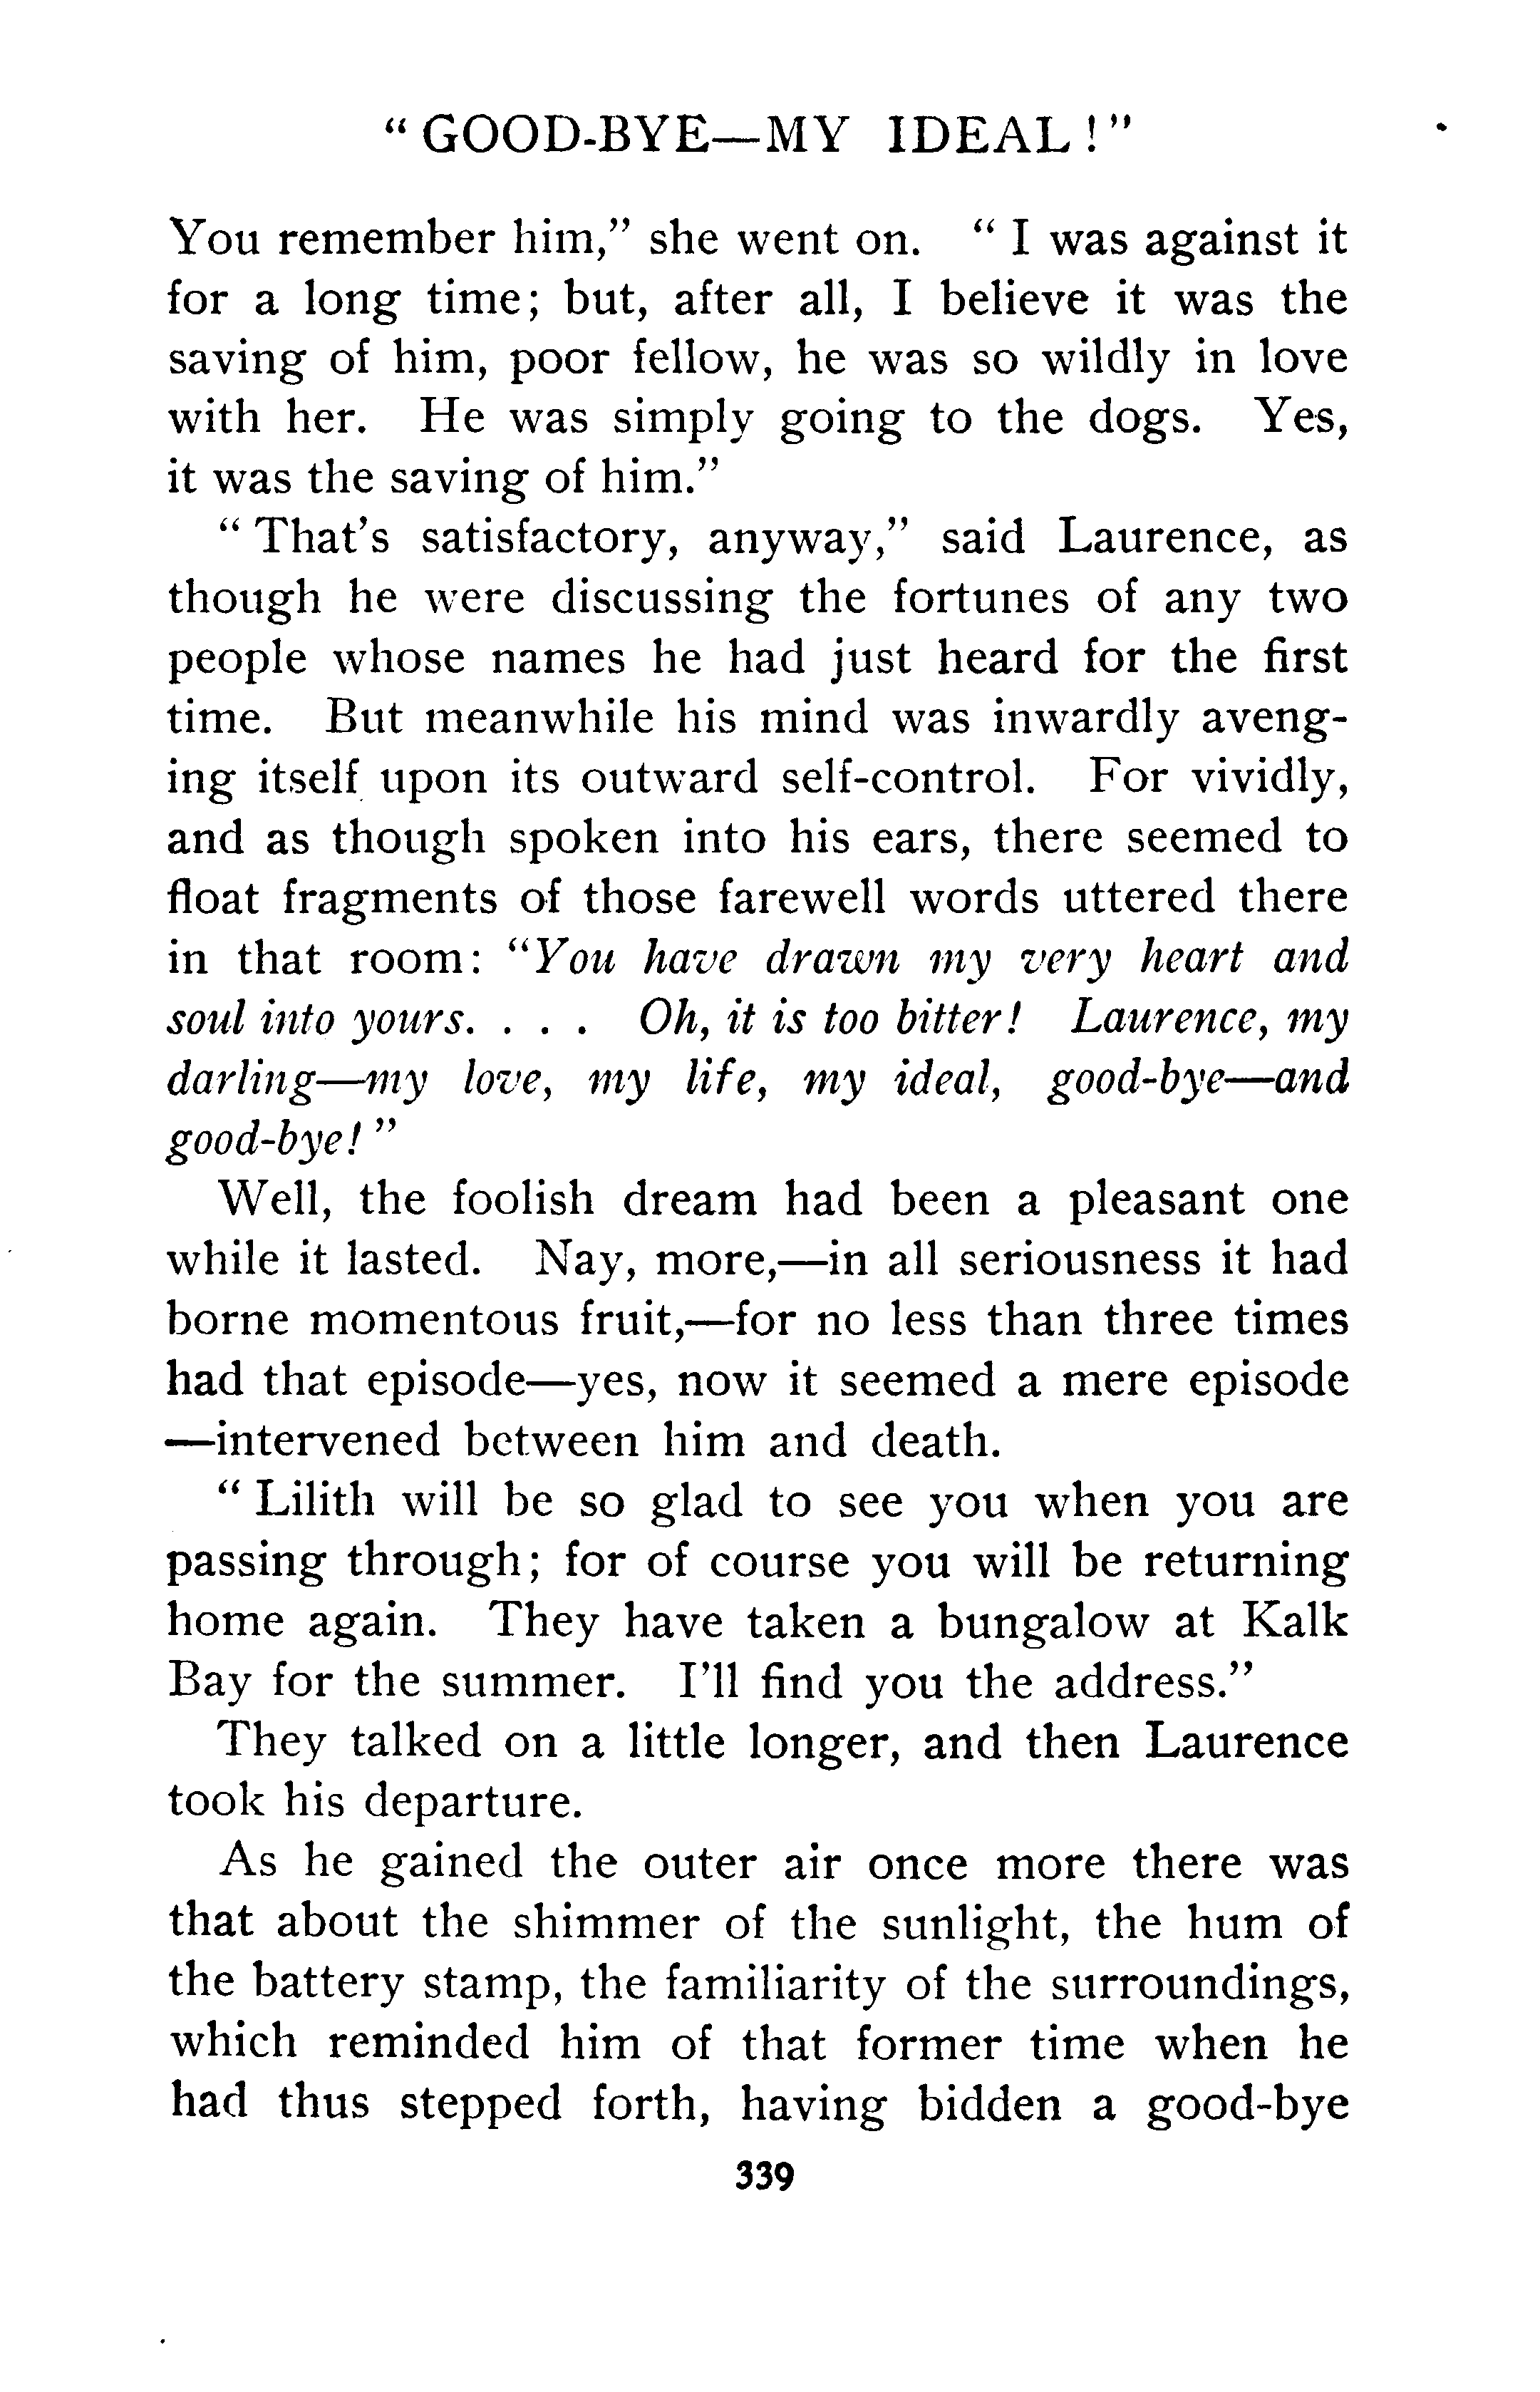 “ GOOD-BYE—MY IDEAL ! ”
You remember him,” she went on. “ I was against it
for a long time; but, after all, I believe it was the
saving of him, poor fellow, he was so wildly in love
with her. He was simply going to the dogs. Yes,
it was the saving of him.”
“ That’s satisfactory, anyway,” said Laurence, as
though he were discussing the fortunes of any two
people whose names he had just heard for the first
time. But meanwhile his mind was inwardly aveng-
ing itself upon its outward self-control. For vividly,
and as though spoken into his ears, there seemed to
float fragments of those farewell words uttered there
in that room: “You have drawn my very heart and
soul into yours. . . . Oh, it is too bitter! Laurence, my
darling—my love, my life, my ideal, good-bye—and
good-bye! ”
Well, the foolish dream had been a pleasant one
while it lasted. Nay, more,—in all seriousness it had
borne momentous fruit,—for no less than three times
had that episode—yes, now it seemed a mere episode
—intervened between him and death.
“ Lilith will be so glad to see you when you are
passing through; for of course you will be returning
home again. They have taken a bungalow at Kalk
Bay for the summer. I’ll find you the address.”
They talked on a little longer, and then Laurence
took his departure.
As he gained the outer air once more there was
that about the shimmer of the sunlight, the hum of
the battery stamp, the familiarity of the surroundings,
which reminded him of that former time when he
had thus stepped forth, having bidden a good-bye
339